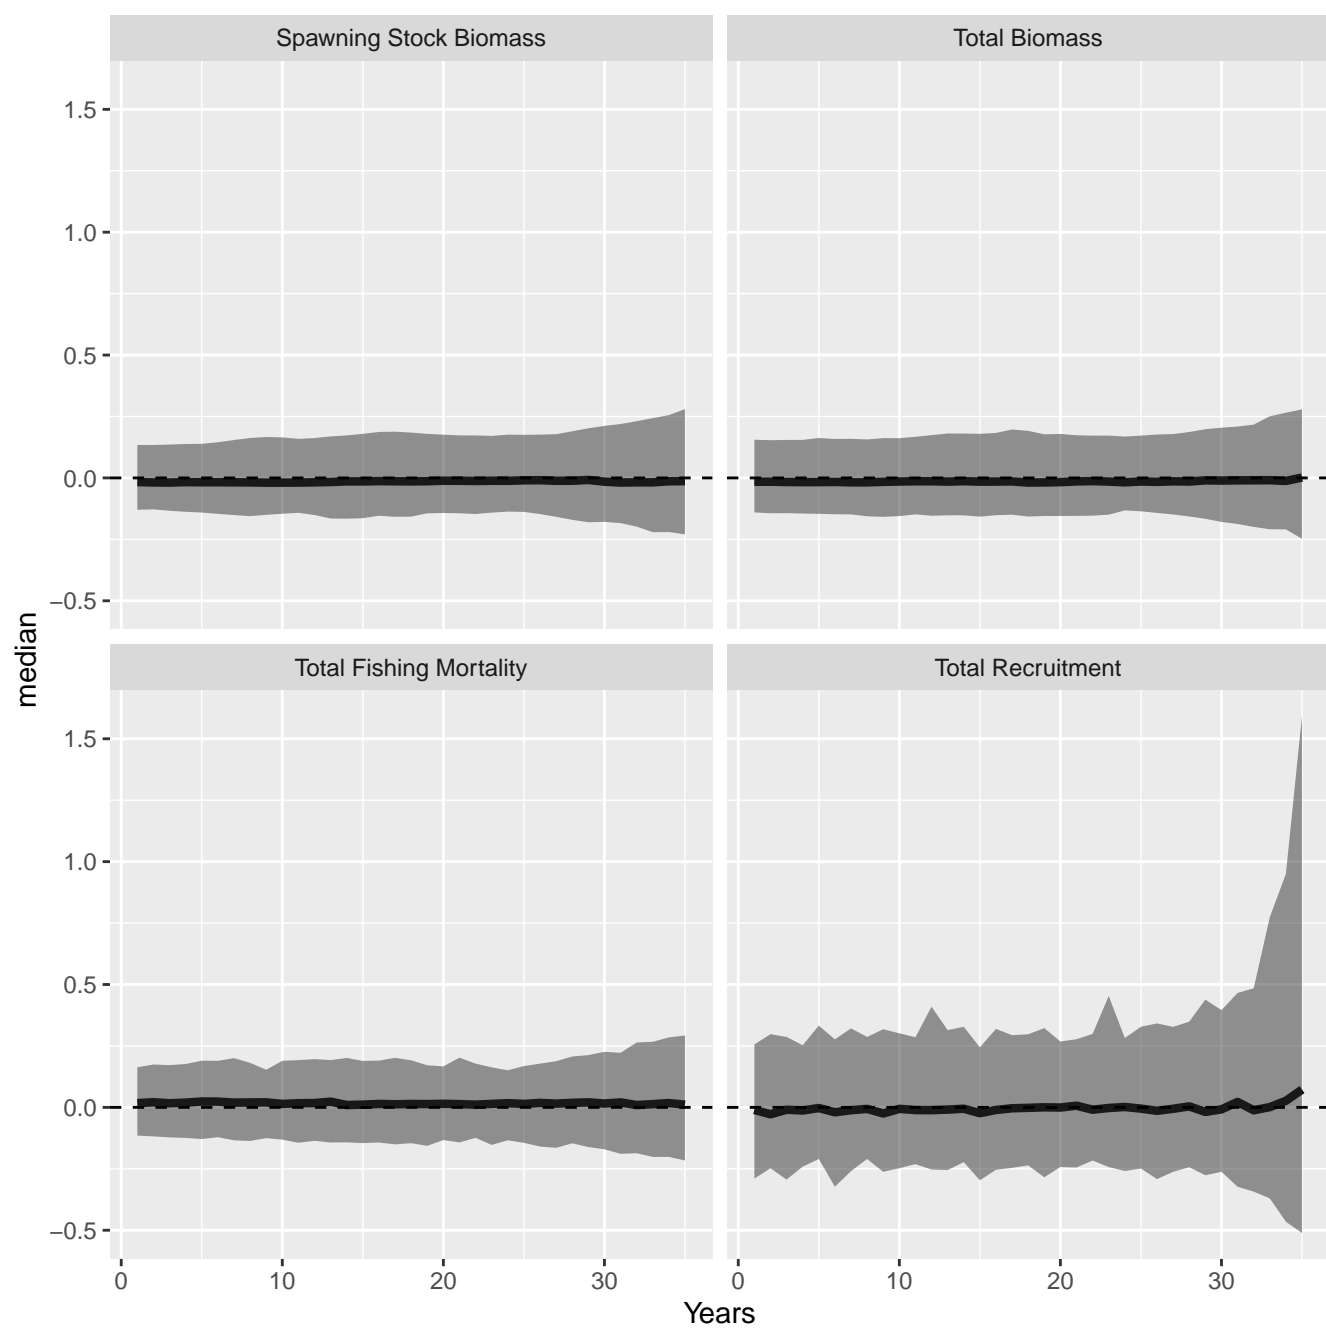 Spawning Stock Biomass
Total Biomass
1.5
1.0
0.5
0.0
−0.5
median
Total Fishing Mortality
Total Recruitment
1.5
1.0
0.5
0.0
−0.5
0 10 20 30
0 10 20 30
Years